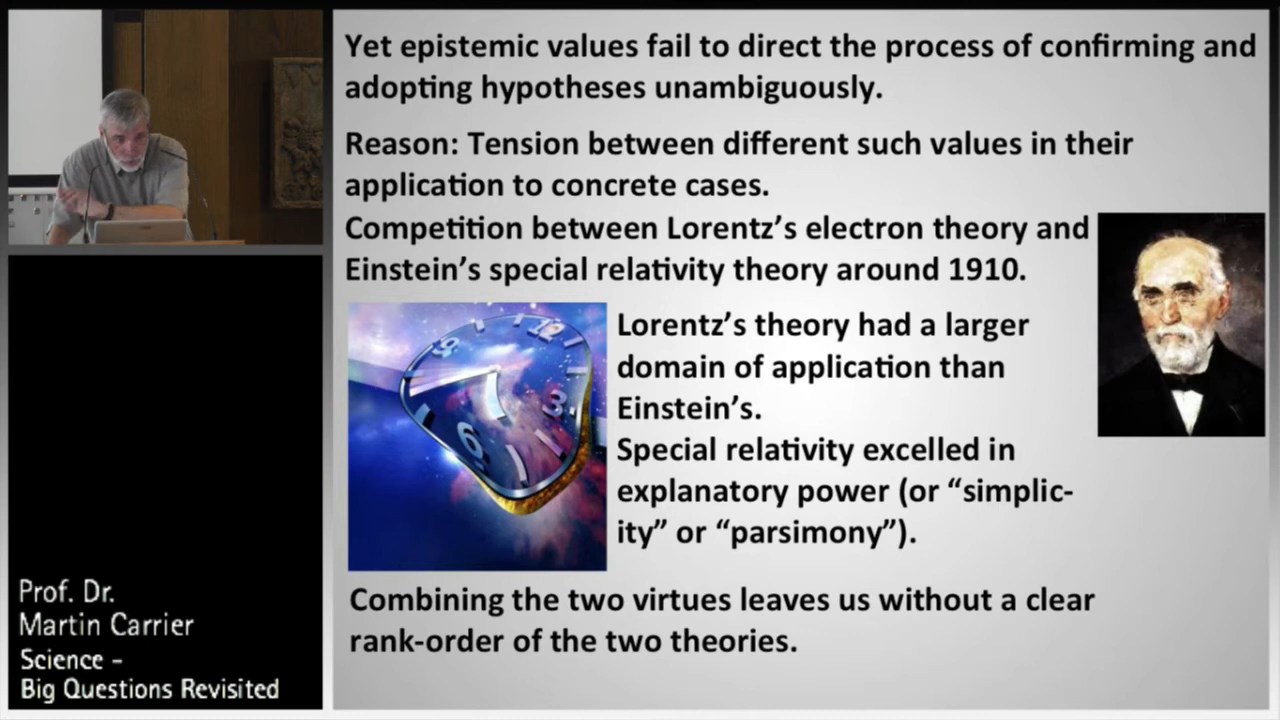 Yet epistemic values fail to direct the process of confirming and
adopting hypotheses unambiguously.
Reason: Tension between different such values in their
application to concrete cases.
Competition between Lorentz’s electron theory and
Einstein’s special relativity theory around 1910.
Lorentz’s theory had a larger
domain of application than
Einstein’s.
Special relativity excelled in
explanatory power (or “simplic-
ity” or “parsimony”).
Combining the two virtues leaves us without a clear
rank-order of the two theories.
12
9
3
6
Prof. Dr.
Martin Carrier
Science –
Big Questions Revisited